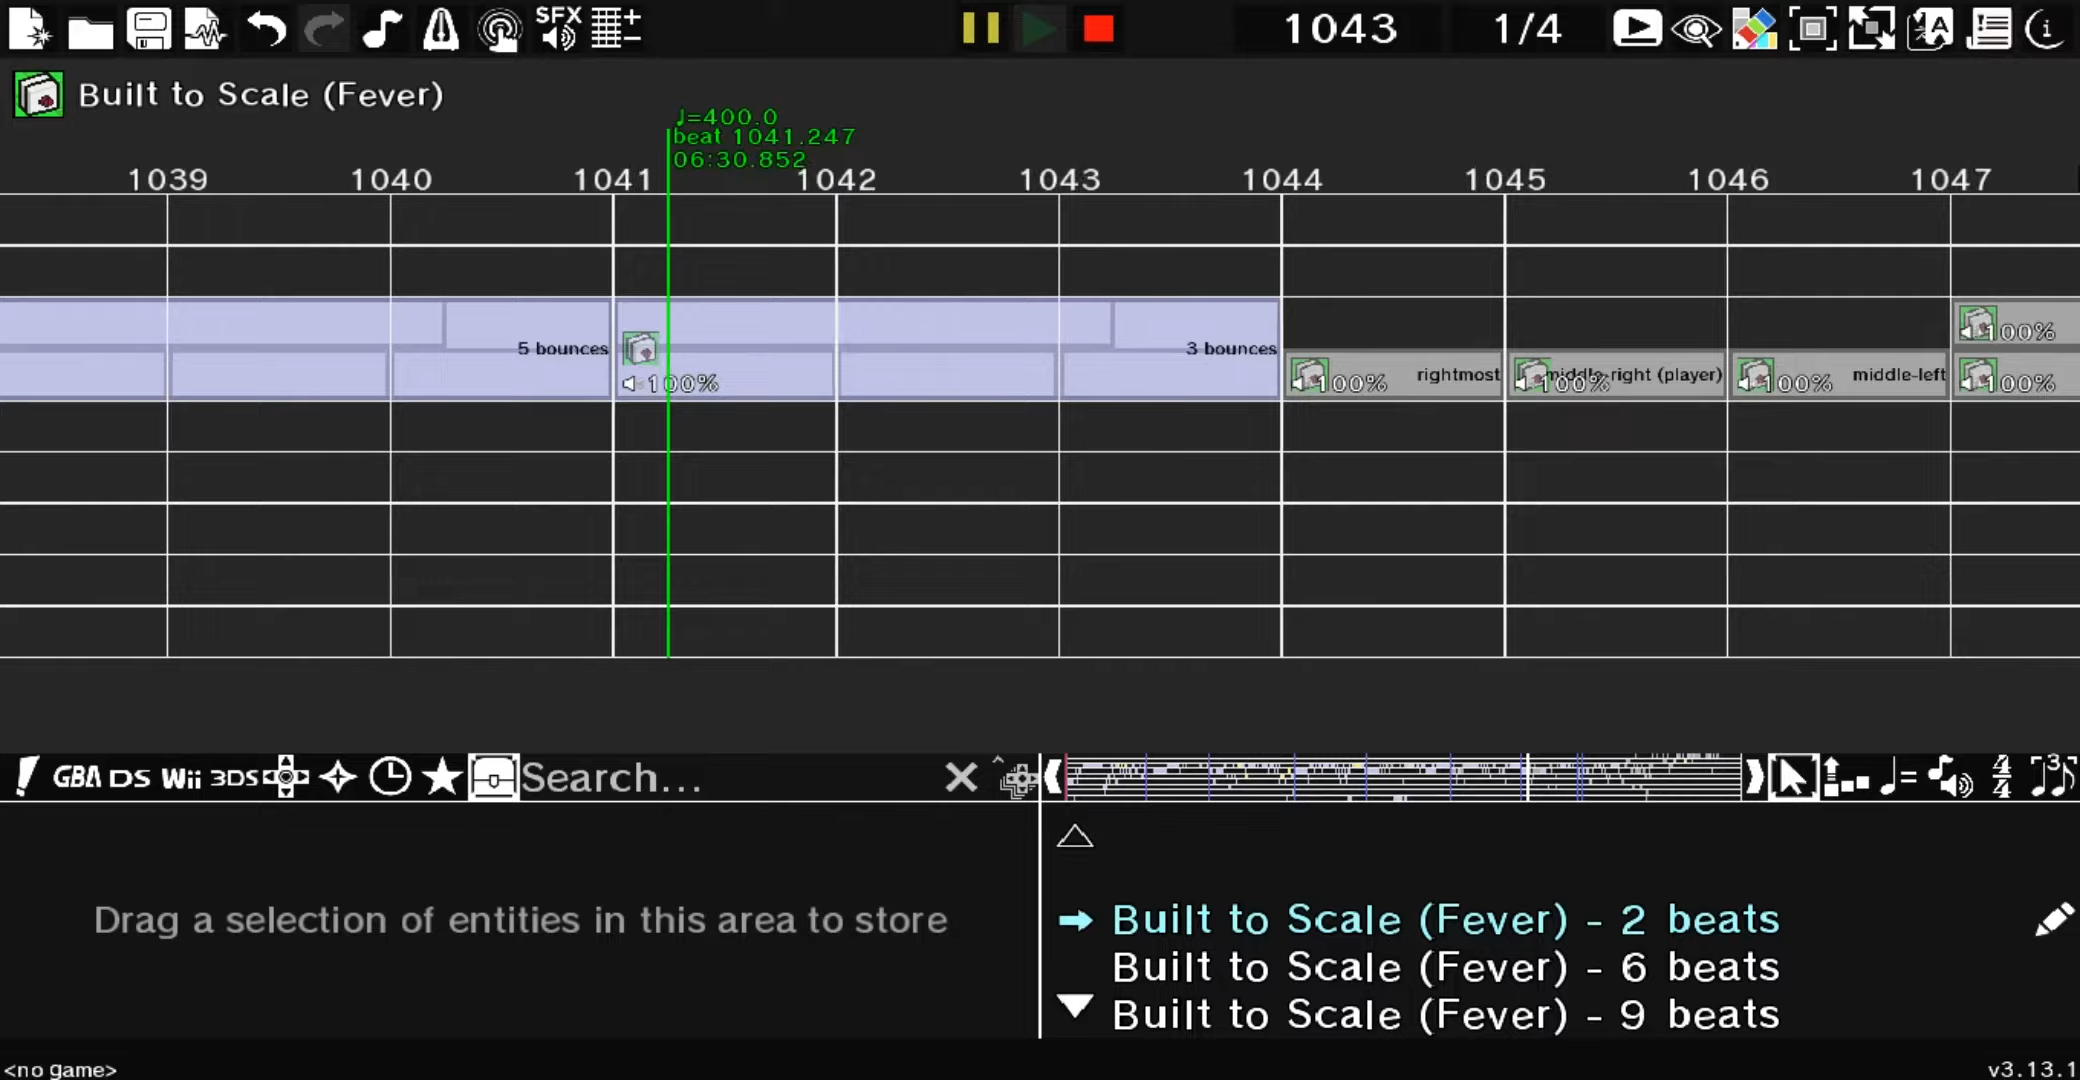 SFX
1043
1/4
Built to Scale (Fever)
♩=400.0
beat 1041.247
06:30.852
1039 1040 1041 1042 1043 1044 1045 1046 1047
5 bounces
100%
3 bounces
100% rightmost
100% middle-right (player)
100% middle-left
100%
100%
GBA DS Wii 3DS
Search...
Drag a selection of entities in this area to store
Built to Scale (Fever) - 2 beats
Built to Scale (Fever) - 6 beats
Built to Scale (Fever) - 9 beats
<no game>
v3.13.1